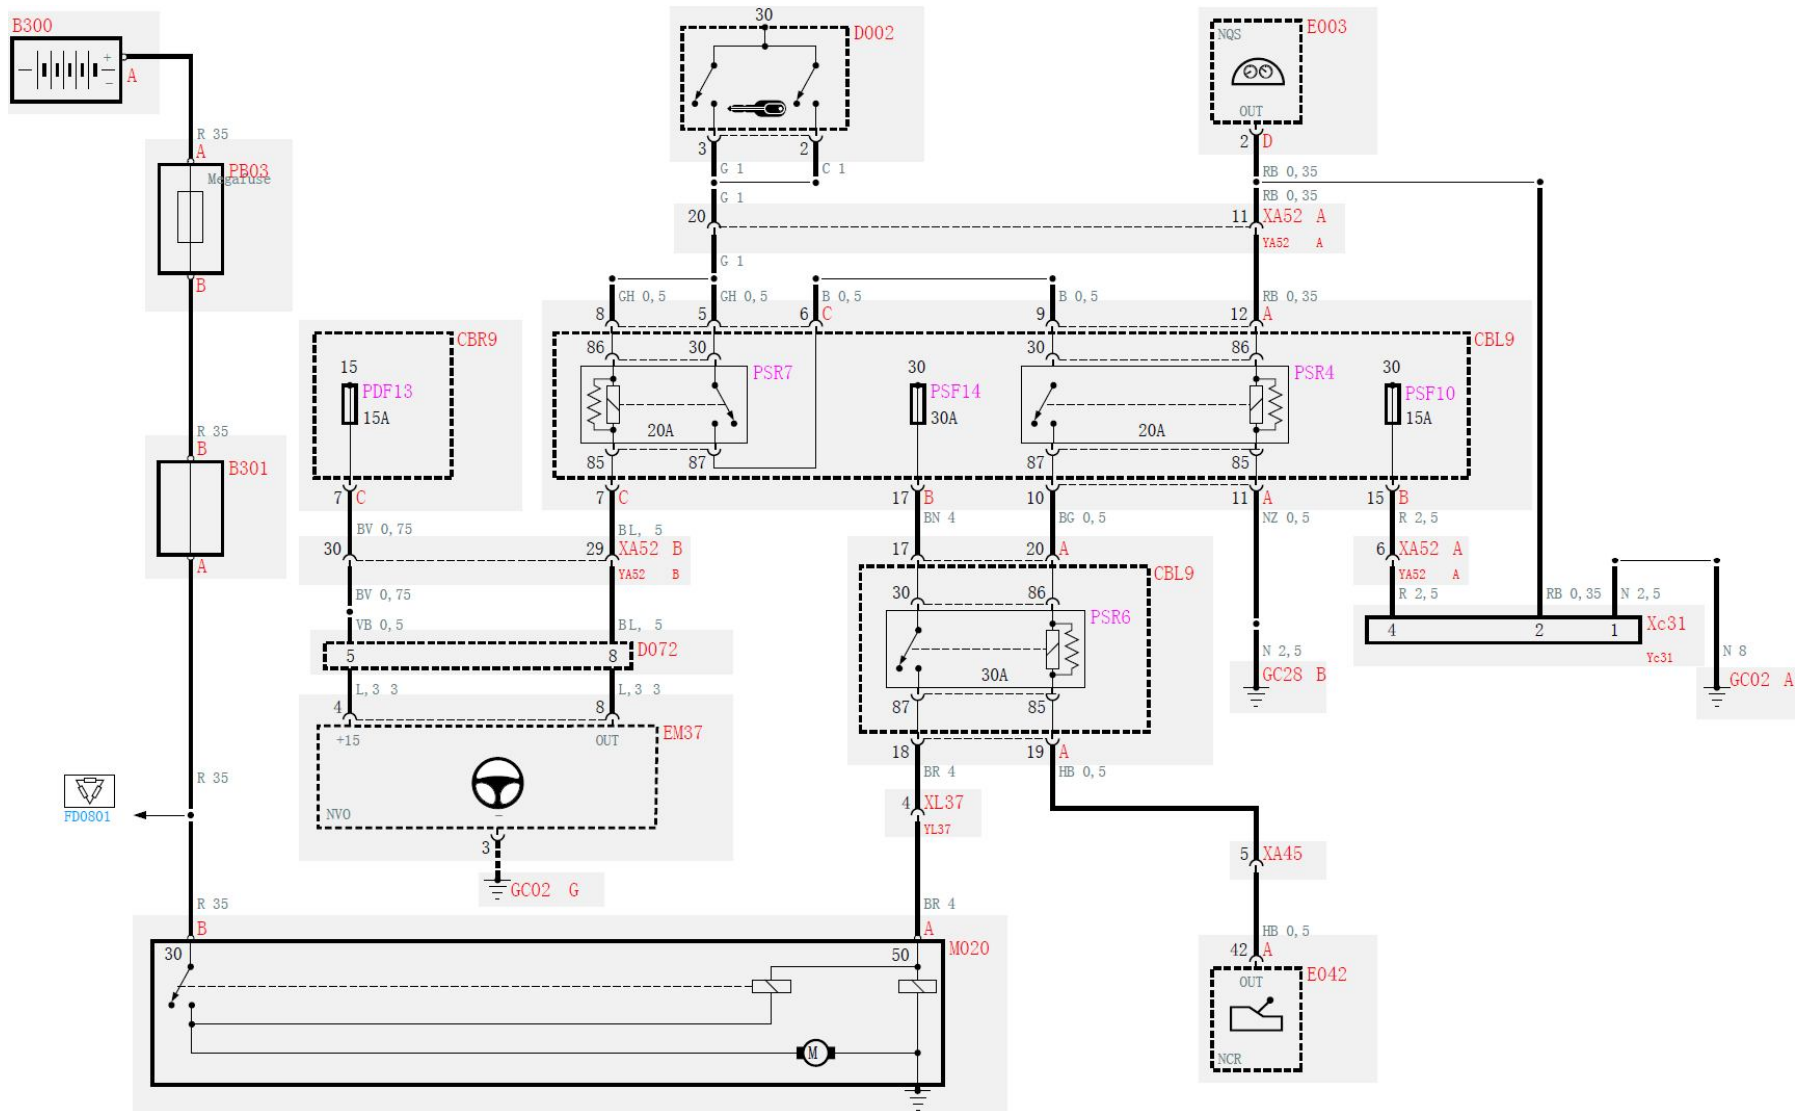 B300
+
−
A
R 35
A
PB03
Megafuse
B
R 35
B
B301
A
R 35
FD0801
R 35
B
30
D002
3
2
G 1
C 1
G 1
20
G 1
NQS
E003
OUT
2 D
RB 0,35
RB 0,35
11 XA52 A
YA52 A
GH 0,5
GH 0,5
B 0,5
B 0,5
RB 0,35
8
5
6 C
9
12 A
CBR9
15
PDF13
15A
7 C
CBL9
86
30
PSR7
20A
85
87
30
PSF14
30A
30
86
PSR4
20A
87
85
30
PSF10
15A
7 C
17 B
10
11 A
15 B
BV 0,75
BL, 5
BN 4
BG 0,5
NZ 0,5
R 2,5
30
29 XA52 B
YA52 B
BV 0,75
VB 0,5
BL, 5
5
8
D072
L,3 3
L,3 3
4
8
EM37
+15
OUT
NVO
−
3
GC02 G
17
20 A
CBL9
30
86
PSR6
30A
87
85
18
19 A
BR 4
HB 0,5
4 XL37
YL37
BR 4
A
N 2,5
GC28 B
6 XA52 A
YA52 A
R 2,5
RB 0,35
N 2,5
4
2
1
Xc31
Yc31
N 8
GC02 A
5 XA45
HB 0,5
42 A
E042
OUT
NCR
30
50
M020
M